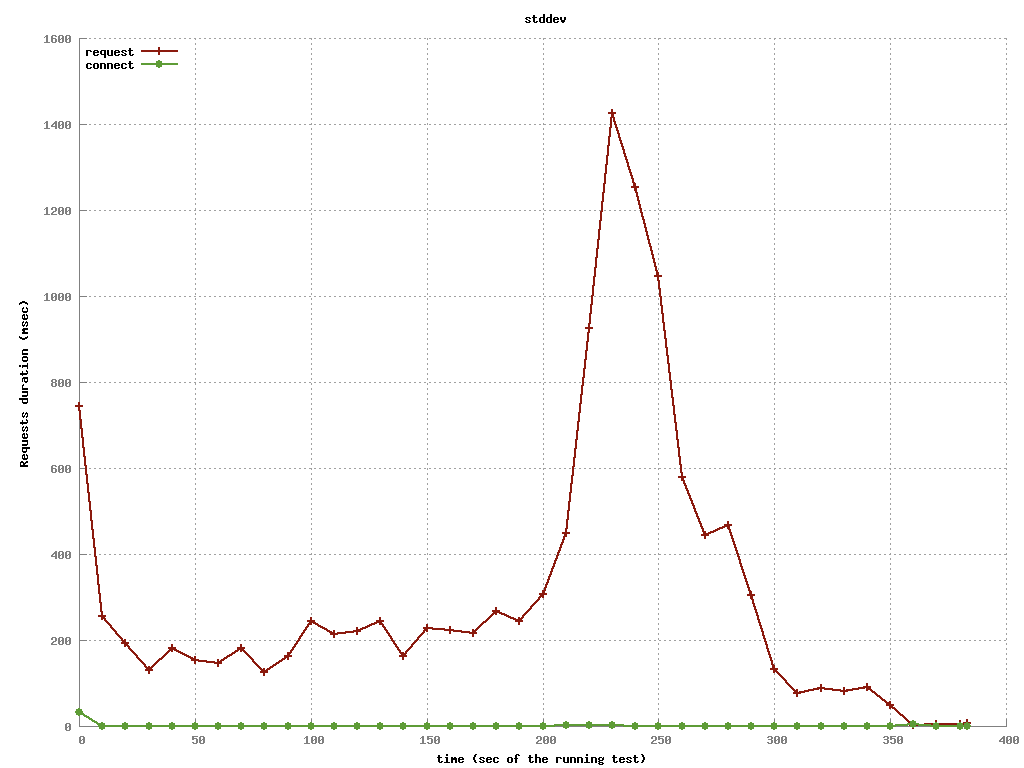 stddev
1600
request
connect
1400
1200
1000
800
600
400
200
0
Requests duration (msec)
0 50 100 150 200 250 300 350 400
time (sec of the running test)